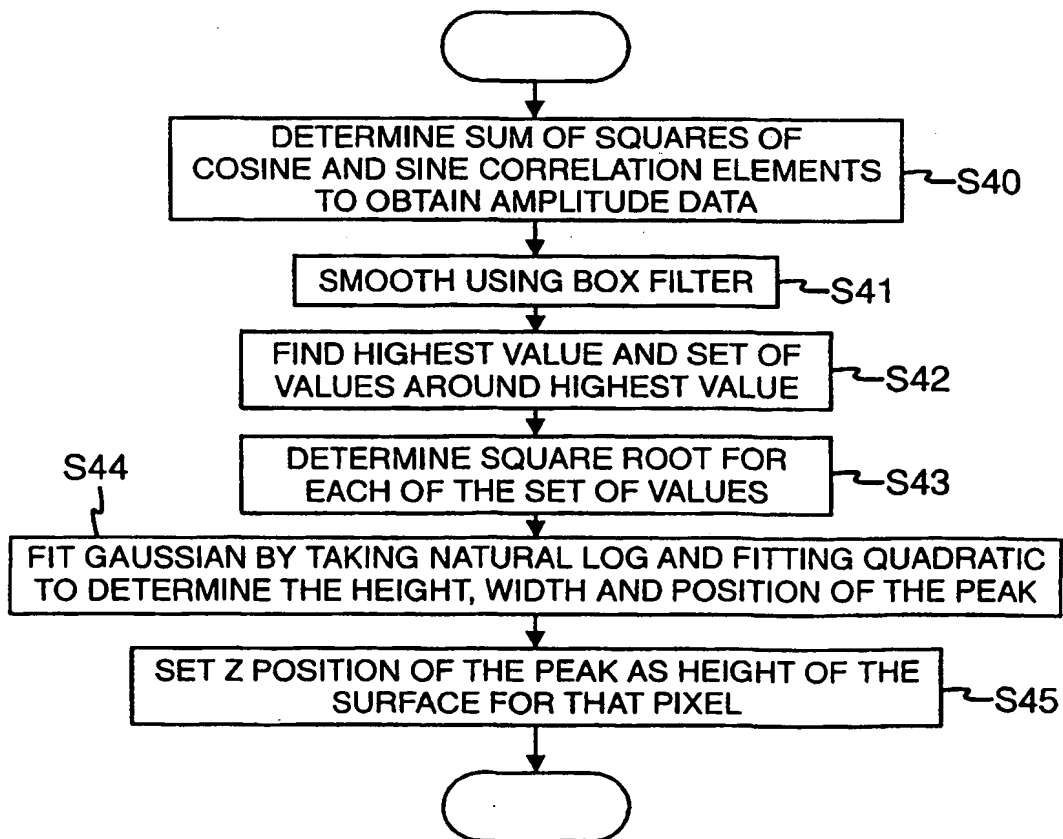 DETERMINE SUM OF SQUARES OF
COSINE AND SINE CORRELATION ELEMENTS
TO OBTAIN AMPLITUDE DATA
S40
SMOOTH USING BOX FILTER
S41
FIND HIGHEST VALUE AND SET OF
VALUES AROUND HIGHEST VALUE
S42
DETERMINE SQUARE ROOT FOR
EACH OF THE SET OF VALUES
S43
S44
FIT GAUSSIAN BY TAKING NATURAL LOG AND FITTING QUADRATIC
TO DETERMINE THE HEIGHT, WIDTH AND POSITION OF THE PEAK
SET Z POSITION OF THE PEAK AS HEIGHT OF THE
SURFACE FOR THAT PIXEL
S45